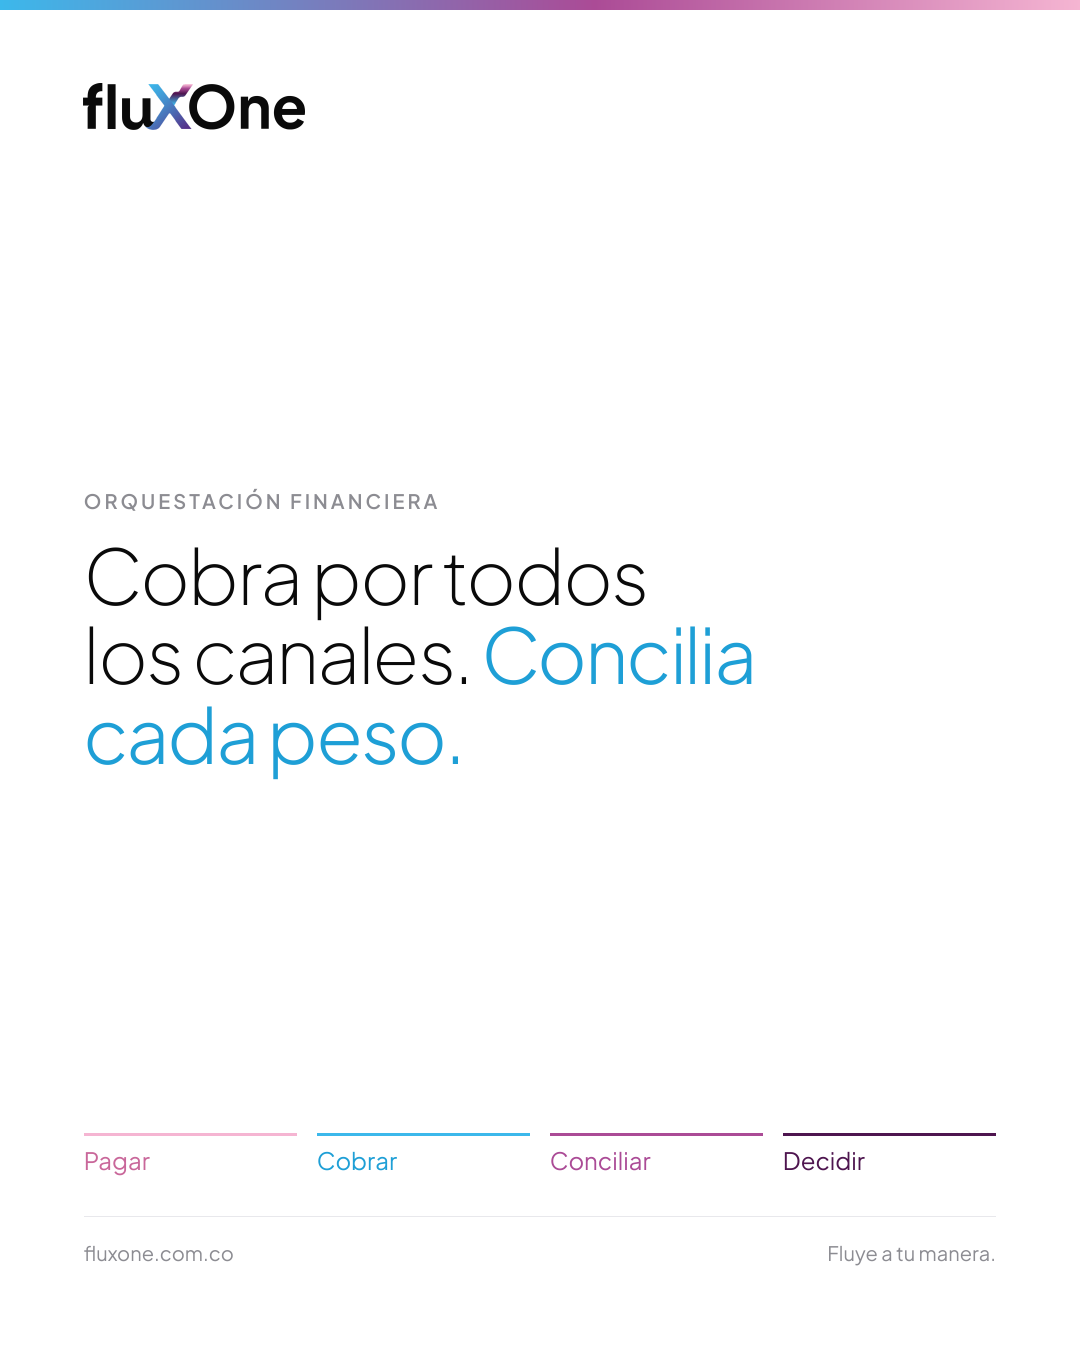 fluXOne
ORQUESTACIÓN FINANCIERA
Cobra por todos
los canales. Concilia
cada peso.
Pagar
Cobrar
Conciliar
Decidir
fluxone.com.co
Fluye a tu manera.